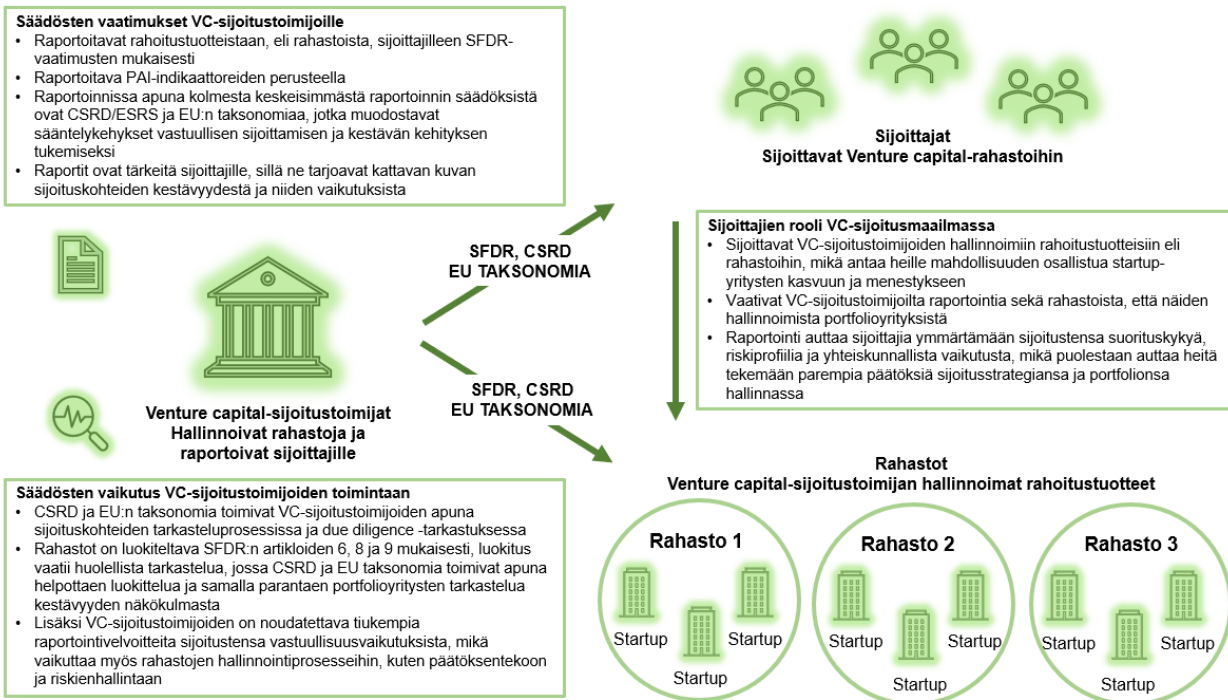 Säädösten vaatimukset VC-sijoitustoimijoille
• Raportoitavat rahoitustuotteistaan, eli rahastoista, sijoittajilleen SFDR-
vaatimusten mukaisesti
• Raportoitava PAI-indikaattoreiden perusteella
• Raportoinnissa apuna kolmesta keskeisimmästä raportoinnin säädöksistä
ovat CSRD/ESRS ja EU:n taksonomiaa, jotka muodostavat
sääntelykehykset vastuullisen sijoittamisen ja kestävän kehityksen
tukemiseksi
• Raportit ovat tärkeitä sijoittajille, sillä ne tarjoavat kattavan kuvan
sijoituskohteiden kestävyydestä ja niiden vaikutuksista
Sijoittajat
Sijoittavat Venture capital-rahastoihin
SFDR, CSRD
EU TAKSONOMIA
Sijoittajien rooli VC-sijoitusmaailmassa
• Sijoittavat VC-sijoitustoimijoiden hallinnoimiin rahoitustuotteisiin eli
rahastoihin, mikä antaa heille mahdollisuuden osallistua startup-
yritysten kasvuun ja menestykseen
• Vaativat VC-sijoitustoimijoilta raportointia sekä rahastoista, että näiden
hallinnoimista portfolioyrityksistä
• Raportointi auttaa sijoittajia ymmärtämään sijoitustensa suorituskykyä,
riskiprofiilia ja yhteiskunnallista vaikutusta, mikä puolestaan auttaa heitä
tekemään parempia päätöksiä sijoitusstrategiansa ja portfolionsa
hallinnassa
SFDR, CSRD
EU TAKSONOMIA
Venture capital-sijoitustoimijat
Hallinnoivat rahastoja ja
raportoivat sijoittajille
Säädösten vaikutus VC-sijoitustoimijoiden toimintaan
• CSRD ja EU:n taksonomia toimivat VC-sijoitustoimijoiden apuna
sijoituskohteiden tarkasteluprosessissa ja due diligence -tarkastuksessa
• Rahastot on luokiteltava SFDR:n artikloiden 6, 8 ja 9 mukaisesti, luokitus
vaatii huolellista tarkastelua, jossa CSRD ja EU taksonomia toimivat apuna
helpottaen luokittelua ja samalla parantaen portfolioyritysten tarkastelua
kestävyyden näkökulmasta
• Lisäksi VC-sijoitustoimijoiden on noudatettava tiukempia
raportointivelvoitteita sijoitustensa vastuullisuusvaikutuksista, mikä
vaikuttaa myös rahastojen hallinnointiprosesseihin, kuten päätöksentekoon
ja riskienhallintaan
Rahastot
Venture capital-sijoitustoimijan hallinnoimat rahoitustuotteet
Rahasto 1
Startup
Startup
Startup
Rahasto 2
Startup
Startup
Startup
Rahasto 3
Startup
Startup
Startup